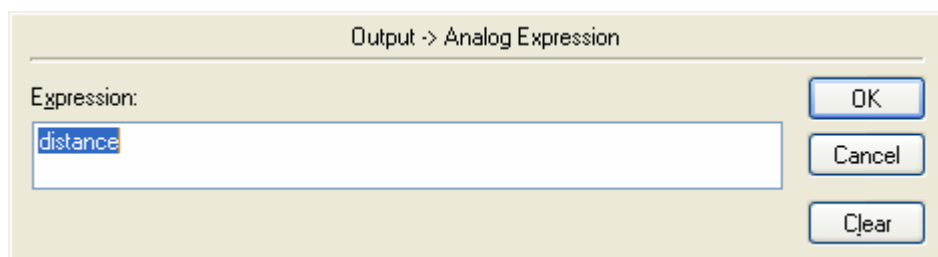 Output -> Analog Expression
Expression:
distance
OK
Cancel
Clear